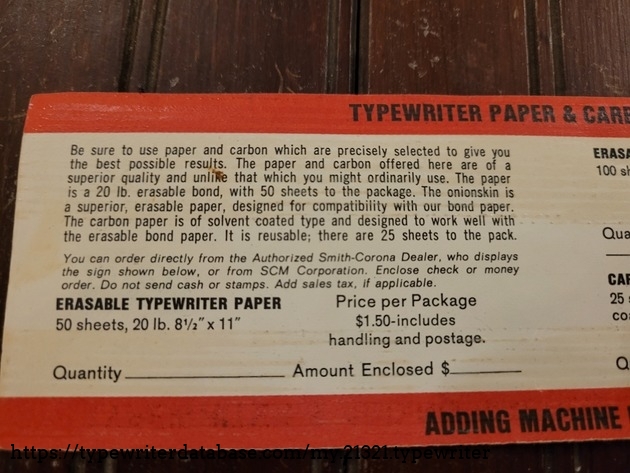 TYPEWRITER PAPER &
Be sure to use paper and carbon which are precisely selected to give you
the best possible results. The paper and carbon offered here are of a
superior quality and unlike that which you might ordinarily use. The paper
is a 20 lb. erasable bond, with 50 sheets to the package. The onionskin is
a superior, erasable paper, designed for compatibility with our bond paper.
The carbon paper is of solvent coated type and designed to work well with
the erasable bond paper. It is reusable; there are 25 sheets to the pack.
You can order directly from the Authorized Smith-Corona Dealer, who displays
the sign shown below, or from SCM Corporation. Enclose check or money
order. Do not send cash or stamps. Add sales tax, if applicable.
ERASABLE TYPEWRITER PAPER
50 sheets, 20 lb. 8½" x 11"
Price per Package
$1.50-includes
handling and postage.
Quantity Amount Enclosed $
100
25
ADDING MACHINE
https://typewriterdatabase.com/my.21821.typewriter